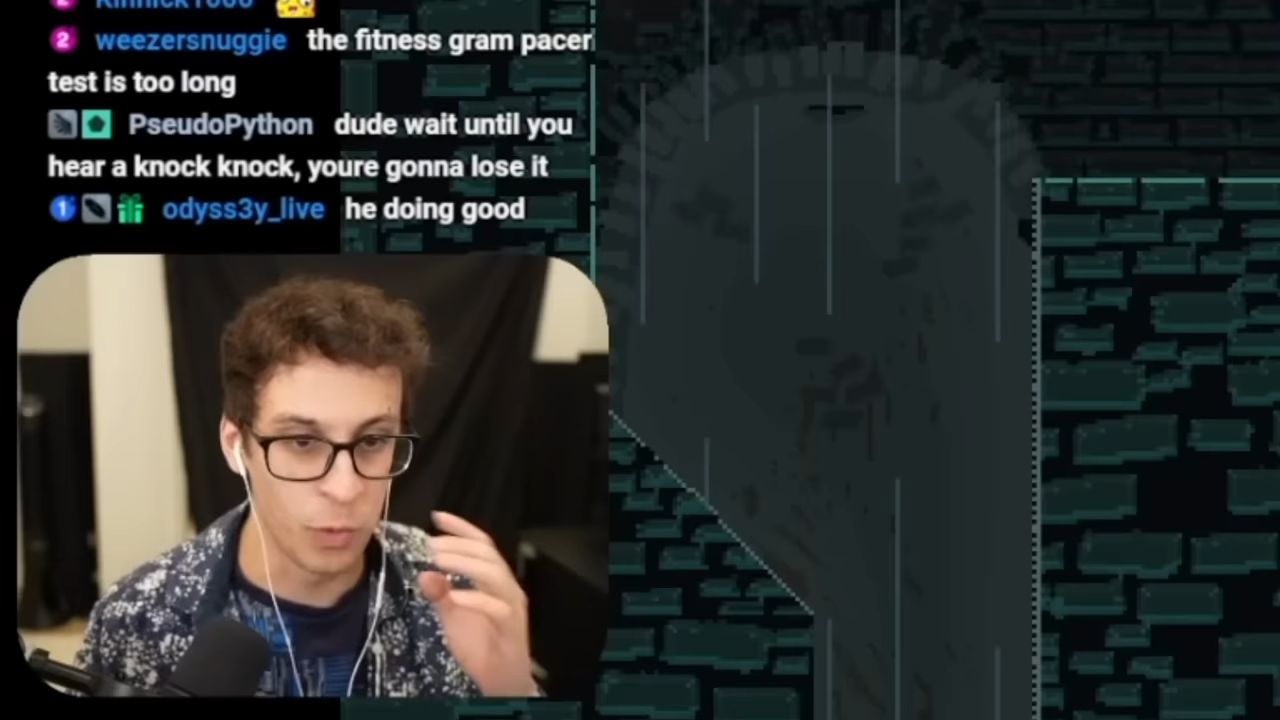 weezersnuggie the fitness gram pacer
test is too long
PseudoPython dude wait until you
hear a knock knock, youre gonna lose it
odyss3y_live he doing good